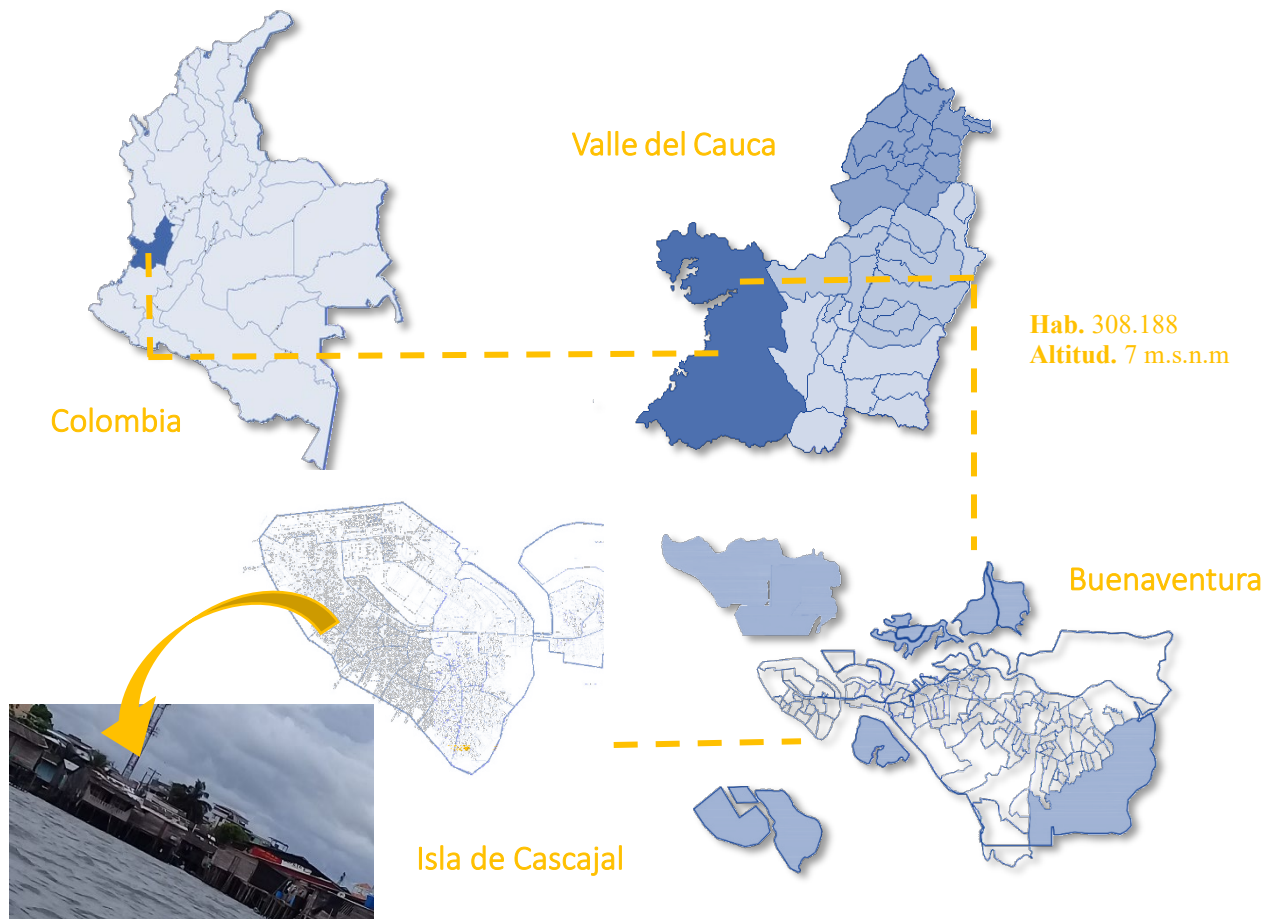 Valle del Cauca
Hab. 308.188
Altitud. 7 m.s.n.m
Colombia
Buenaventura
Isla de Cascajal